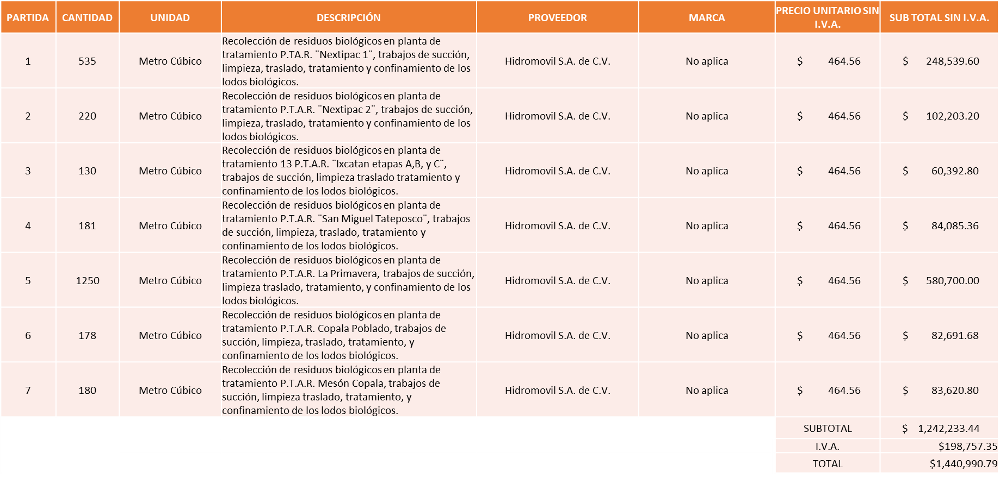 PARTIDA CANTIDAD UNIDAD DESCRIPCIÓN PROVEEDOR MARCA PRECIO UNITARIO SIN I.V.A. SUB TOTAL SIN I.V.A.
Recolección de residuos biológicos en planta de
tratamiento P.TA.R. ¨Nextipac 1¨, trabajos de succión,
1 535 Metro Cúbico Hidromovil S.A. de C.V. No aplica $ 464.56 $ 248,539.60
limpieza, traslado, tratamiento y confinamiento de los
lodos biológicos.
Recolección de residuos biológicos en planta de
tratamiento P.T.A.R. ¨Nextipac 2¨, trabajos de succión,
2 220 Metro Cúbico Hidromovil S.A. de C.V. No aplica $ 464.56 $ 102,203.20
limpieza, traslado, tratamiento y confinamiento de los
lodos biológicos.
Recolección de residuos biológicos en planta de
tratamiento 13 P.T.A.R. ¨Ixcatan etapas A,B, y C¨,
3 130 Metro Cúbico Hidromovil S.A. de C.V. No aplica $ 464.56 $ 60,392.80
trabajos de succión, limpieza traslado tratamiento y
confinamiento de los lodos biológicos.
Recolección de residuos biológicos en planta de
tratamiento P.T.A.R. ¨San Miguel Tateposco¨, trabajos
4 181 Metro Cúbico Hidromovil S.A. de C.V. No aplica $ 464.56 $ 84,085.36
de succión, limpieza, traslado, tratamiento y
confinamiento de los lodos biológicos.
Recolección de residuos biológicos en planta de
tratamiento P.T.A.R. La Primavera, trabajos de succión,
5 1250 Metro Cúbico Hidromovil S.A. de C.V. No aplica $ 464.56 $ 580,700.00
limpieza traslado, tratamiento, y confinamiento de los
lodos biológicos.
Recolección de residuos biológicos en planta de
tratamiento P.T.A.R. Copala Poblado, trabajos de
6 178 Metro Cúbico Hidromovil S.A. de C.V. No aplica $ 464.56 $ 82,691.68
succión, limpieza, traslado, tratamiento, y
confinamiento de los lodos biológicos.
Recolección de residuos biológicos en planta de
tratamiento P.T.A.R. Mesón Copala, trabajos de
7 180 Metro Cúbico Hidromovil S.A. de C.V. No aplica $ 464.56 $ 83,620.80
succión, limpieza traslado, tratamiento, y
confinamiento de los lodos biológicos.
SUBTOTAL $ 1,242,233.44
I.V.A. $198,757.35
TOTAL $1,440,990.79